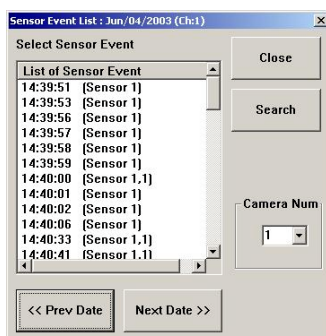 Sensor Event List : Jun/04/2003 (Ch:1)
Select Sensor Event
Close
List of Sensor Event
14:39:51 (Sensor 1)
14:39:53 (Sensor 1)
14:39:56 (Sensor 1)
14:39:57 (Sensor 1)
14:39:58 (Sensor 1)
14:39:59 (Sensor 1)
14:40:00 (Sensor 1,1)
14:40:01 (Sensor 1)
14:40:02 (Sensor 1)
14:40:06 (Sensor 1)
14:40:33 (Sensor 1,1)
14:40:41 (Sensor 1,1)
Search
Camera Num
1
<< Prev Date
Next Date >>